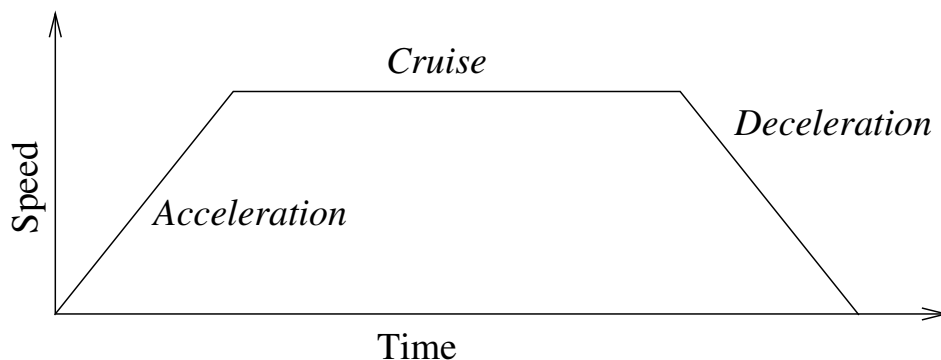 Cruise
Deceleration
Speed
Acceleration
Time